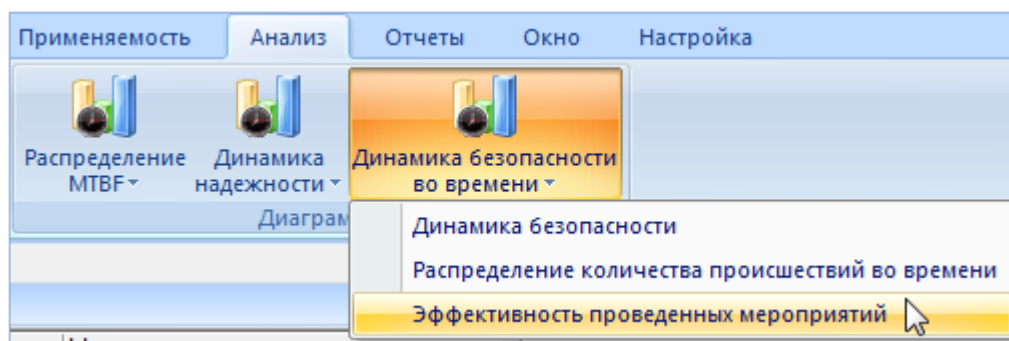 Применяемость Анализ Отчеты Окно Настройка
Распределение MTBF
Динамика надежности
Динамика безопасности во времени
Диаграм
Динамика безопасности
Распределение количества происшествий во времени
Эффективность проведенных мероприятий